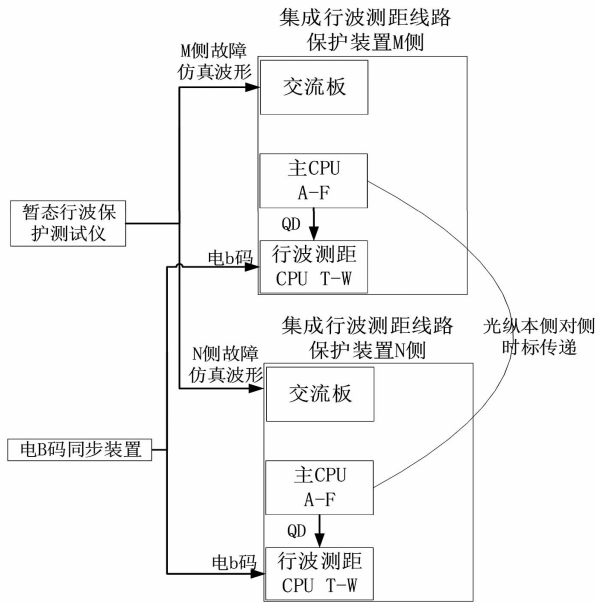 集成行波测距线路
保护装置M侧
M侧故障
仿真波形
交流板
主CPU
A-F
暂态行波保
护测试仪
QD
电b码
行波测距
CPU T-W
集成行波测距线路
保护装置N侧
光纵本侧对侧
时标传递
N侧故障
仿真波形
交流板
电B码同步装置
主CPU
A-F
QD
电b码
行波测距
CPU T-W